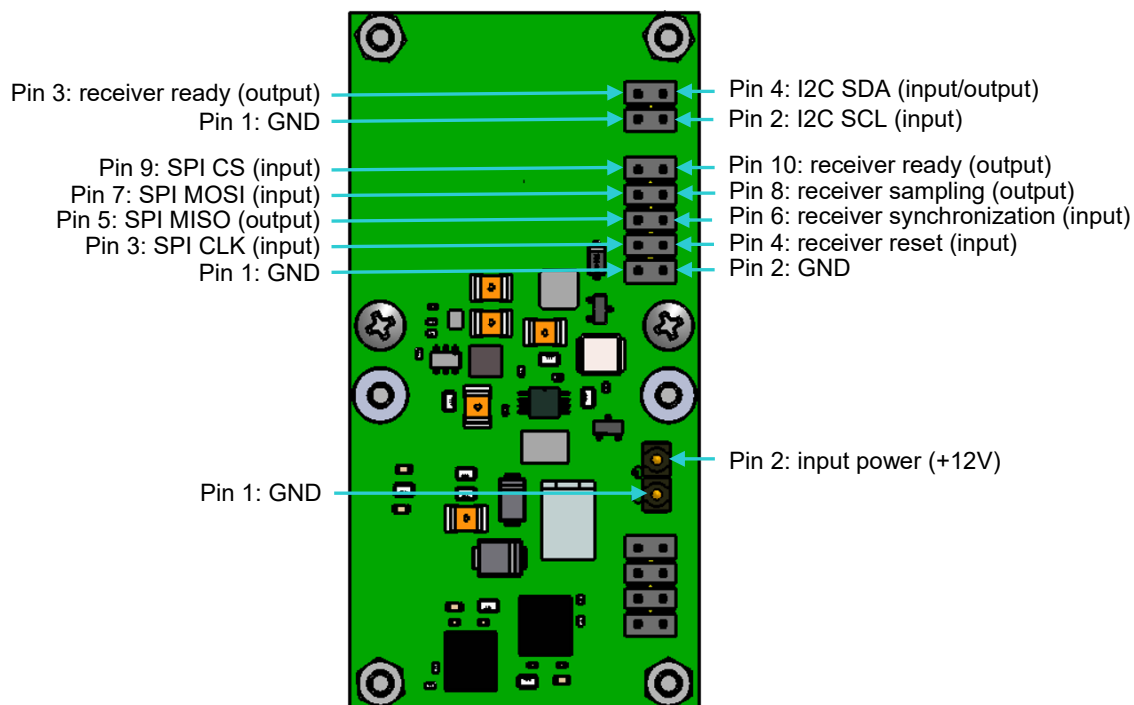 Pin 3: receiver ready (output)
Pin 4: I2C SDA (input/output)
Pin 1: GND
Pin 2: I2C SCL (input)
Pin 9: SPI CS (input)
Pin 10: receiver ready (output)
Pin 7: SPI MOSI (input)
Pin 8: receiver sampling (output)
Pin 5: SPI MISO (output)
Pin 6: receiver synchronization (input)
Pin 3: SPI CLK (input)
Pin 4: receiver reset (input)
Pin 1: GND
Pin 2: GND
Pin 2: input power (+12V)
Pin 1: GND